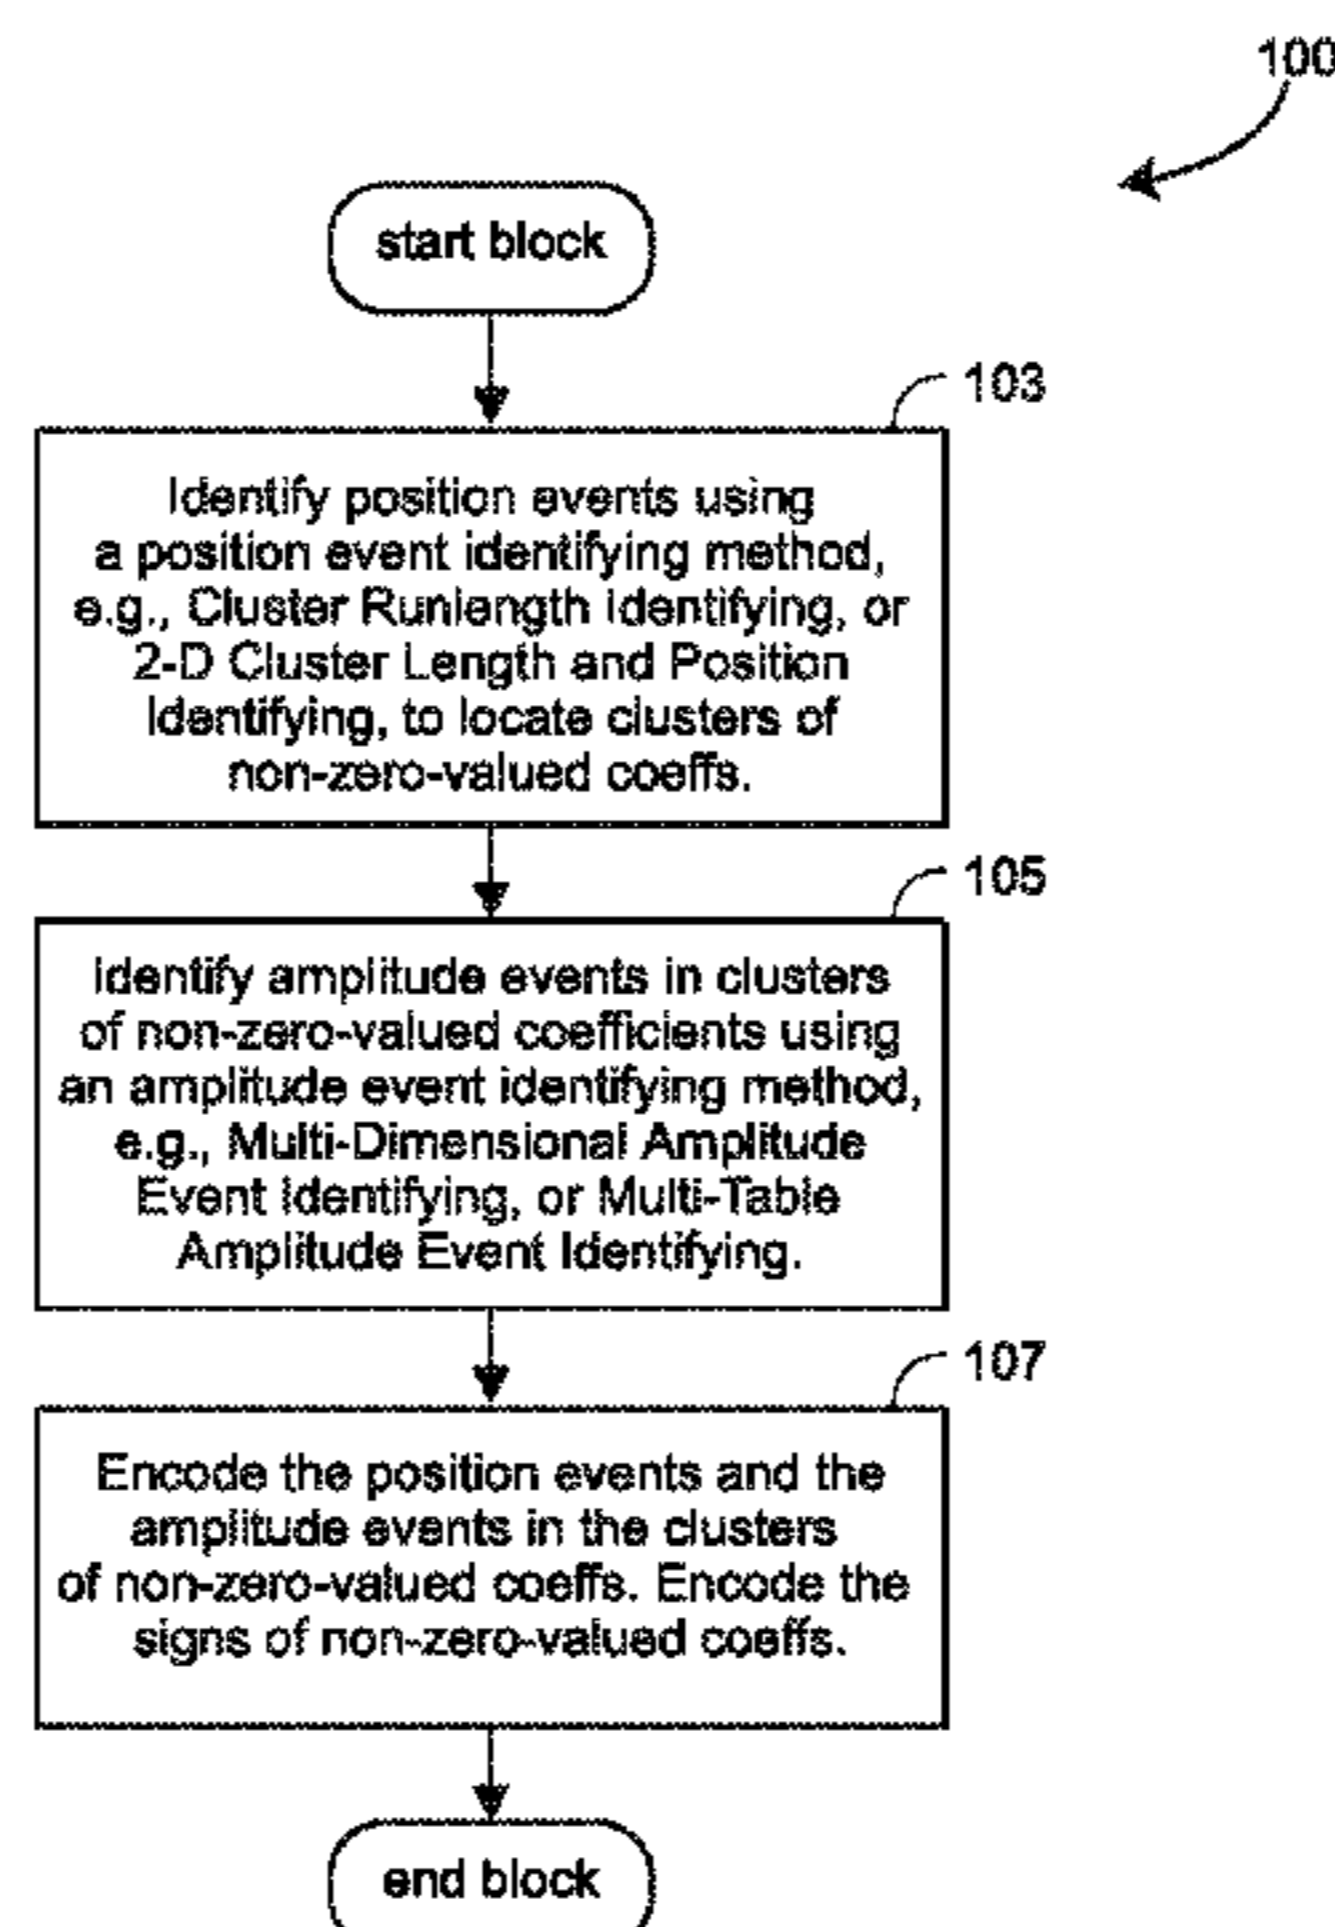 100
start block
103
Identify position events using
a position event identifying method,
e.g., Cluster Runlength Identifying, or
2-D Cluster Length and Position
Identifying, to locate clusters of
non-zero-valued coeffs.
105
Identify amplitude events in clusters
of non-zero-valued coefficients using
an amplitude event identifying method,
e.g., Multi-Dimensional Amplitude
Event Identifying, or Multi-Table
Amplitude Event Identifying.
107
Encode the position events and the
amplitude events in the clusters
of non-zero-valued coeffs. Encode the
signs of non-zero-valued coeffs.
end block